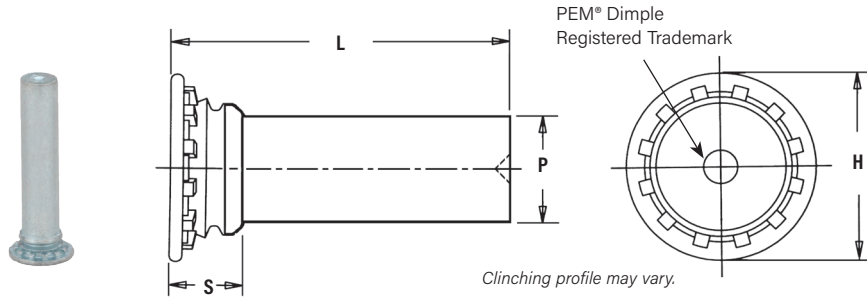 PEM® Dimple
Registered Trademark
L
P
H
S
Clinching profile may vary.